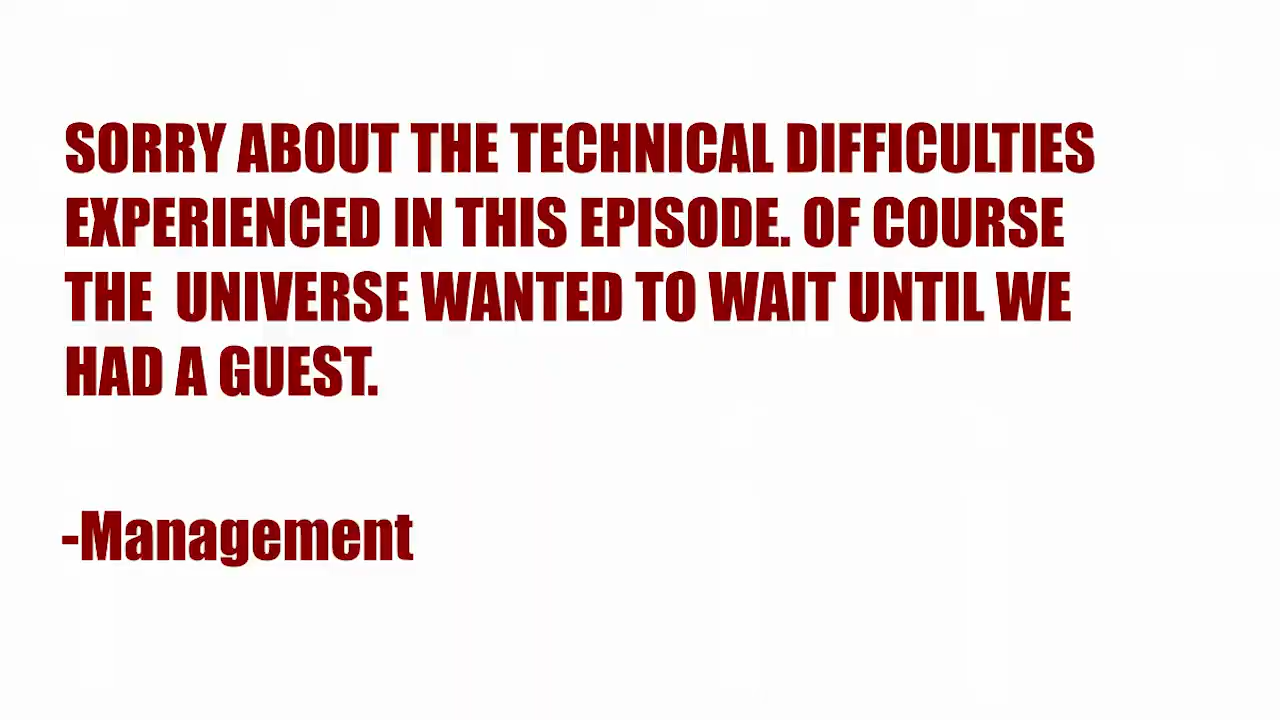 SORRY ABOUT THE TECHNICAL DIFFICULTIES
EXPERIENCED IN THIS EPISODE. OF COURSE
THE  UNIVERSE WANTED TO WAIT UNTIL WE
HAD A GUEST.
-Management